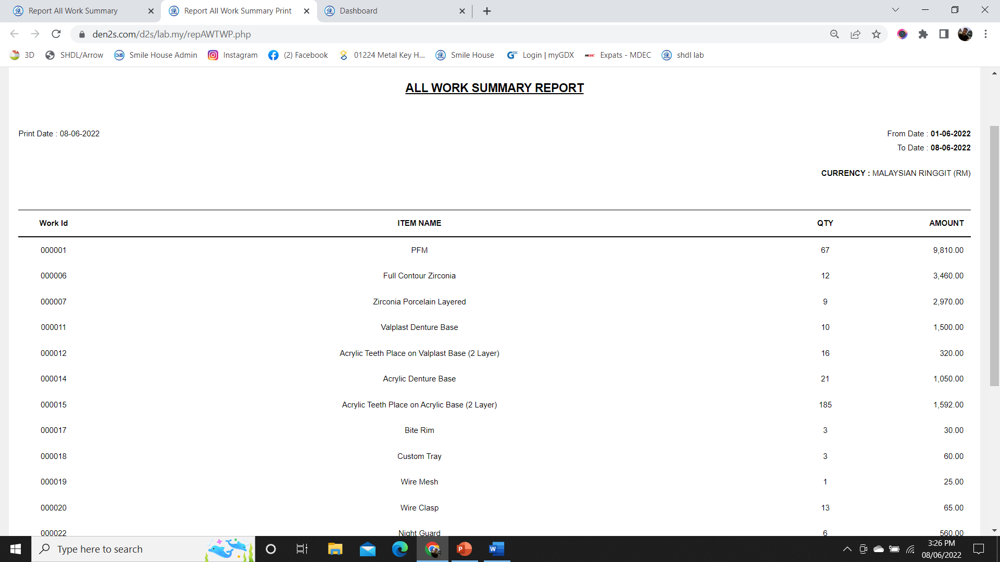 Report All Work Summary
Report All Work Summary Print
Dashboard
den2s.com/d2s/lab.my/repAWTWP.php
3D
SHDL/Arrow
Smile House Admin
Instagram
(2) Facebook
01224 Metal Key H...
Smile House
Login | myGDX
Expats - MDEC
shdl lab
ALL WORK SUMMARY REPORT
Print Date : 08-06-2022
From Date : 01-06-2022
To Date : 08-06-2022
CURRENCY : MALAYSIAN RINGGIT (RM)
Work Id ITEM NAME QTY AMOUNT
000001 PFM 67 9,810.00
000006 Full Contour Zirconia 12 3,460.00
000007 Zirconia Porcelain Layered 9 2,970.00
000011 Valplast Denture Base 10 1,500.00
000012 Acrylic Teeth Place on Valplast Base (2 Layer) 16 320.00
000014 Acrylic Denture Base 21 1,050.00
000015 Acrylic Teeth Place on Acrylic Base (2 Layer) 185 1,592.00
000017 Bite Rim 3 30.00
000018 Custom Tray 3 60.00
000019 Wire Mesh 1 25.00
000020 Wire Clasp 13 65.00
000022 Night Guard 6 560.00
Type here to search
3:26 PM
08/06/2022